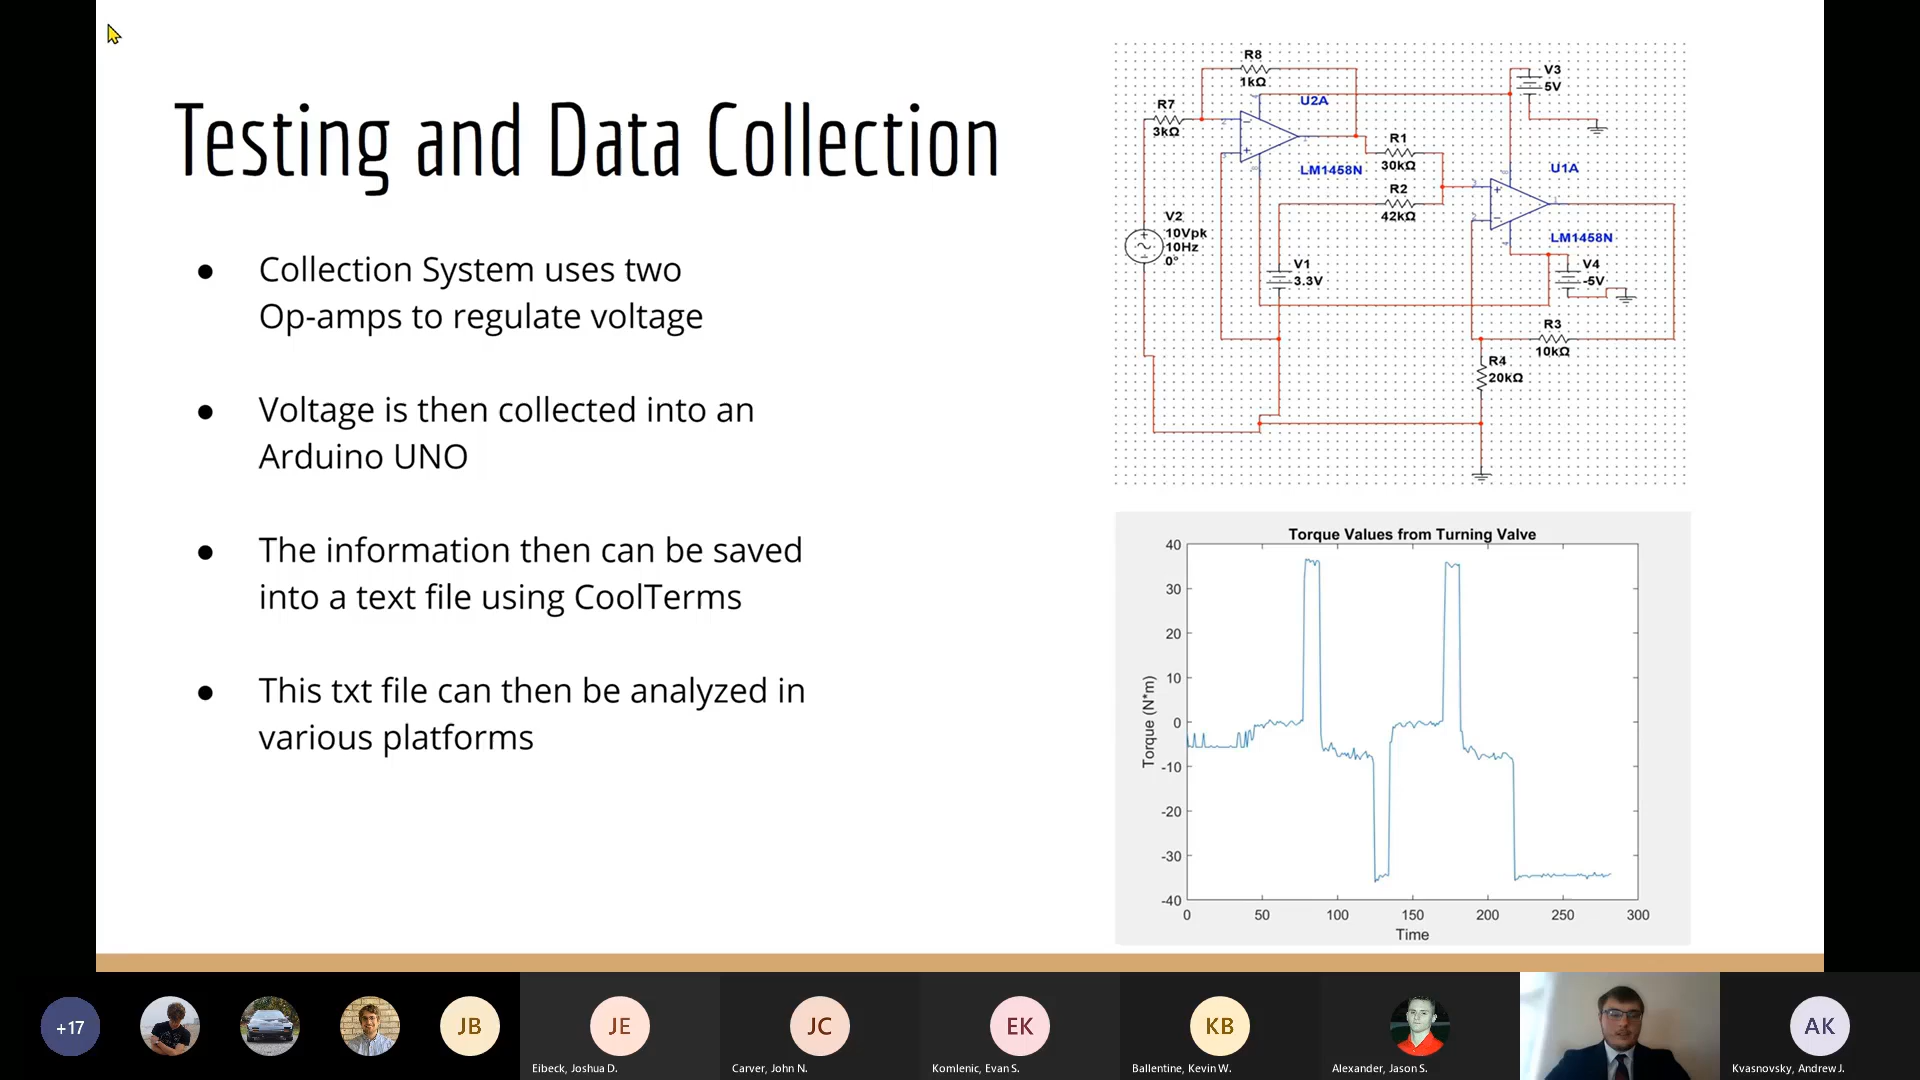 Testing and Data Collection
● Collection System uses two
Op-amps to regulate voltage
● Voltage is then collected into an
Arduino UNO
● The information then can be saved
into a text file using CoolTerms
● This txt file can then be analyzed in
various platforms
R8
1kΩ
R7
3kΩ
U2A
LM1458N
R1
30kΩ
R2
42kΩ
V3
5V
U1A
LM1458N
V2
10Vpk
10Hz
0°
V1
3.3V
V4
-5V
R3
10kΩ
R4
20kΩ
Torque Values from Turning Valve
Torque (N*m)
40
30
20
10
0
-10
-20
-30
-40
0 50 100 150 200 250 300
Time
+17
JB
JE
Eibeck, Joshua D.
JC
Carver, John N.
EK
Komlenic, Evan S.
KB
Ballentine, Kevin W.
Alexander, Jason S.
AK
Kvasnovsky, Andrew J.